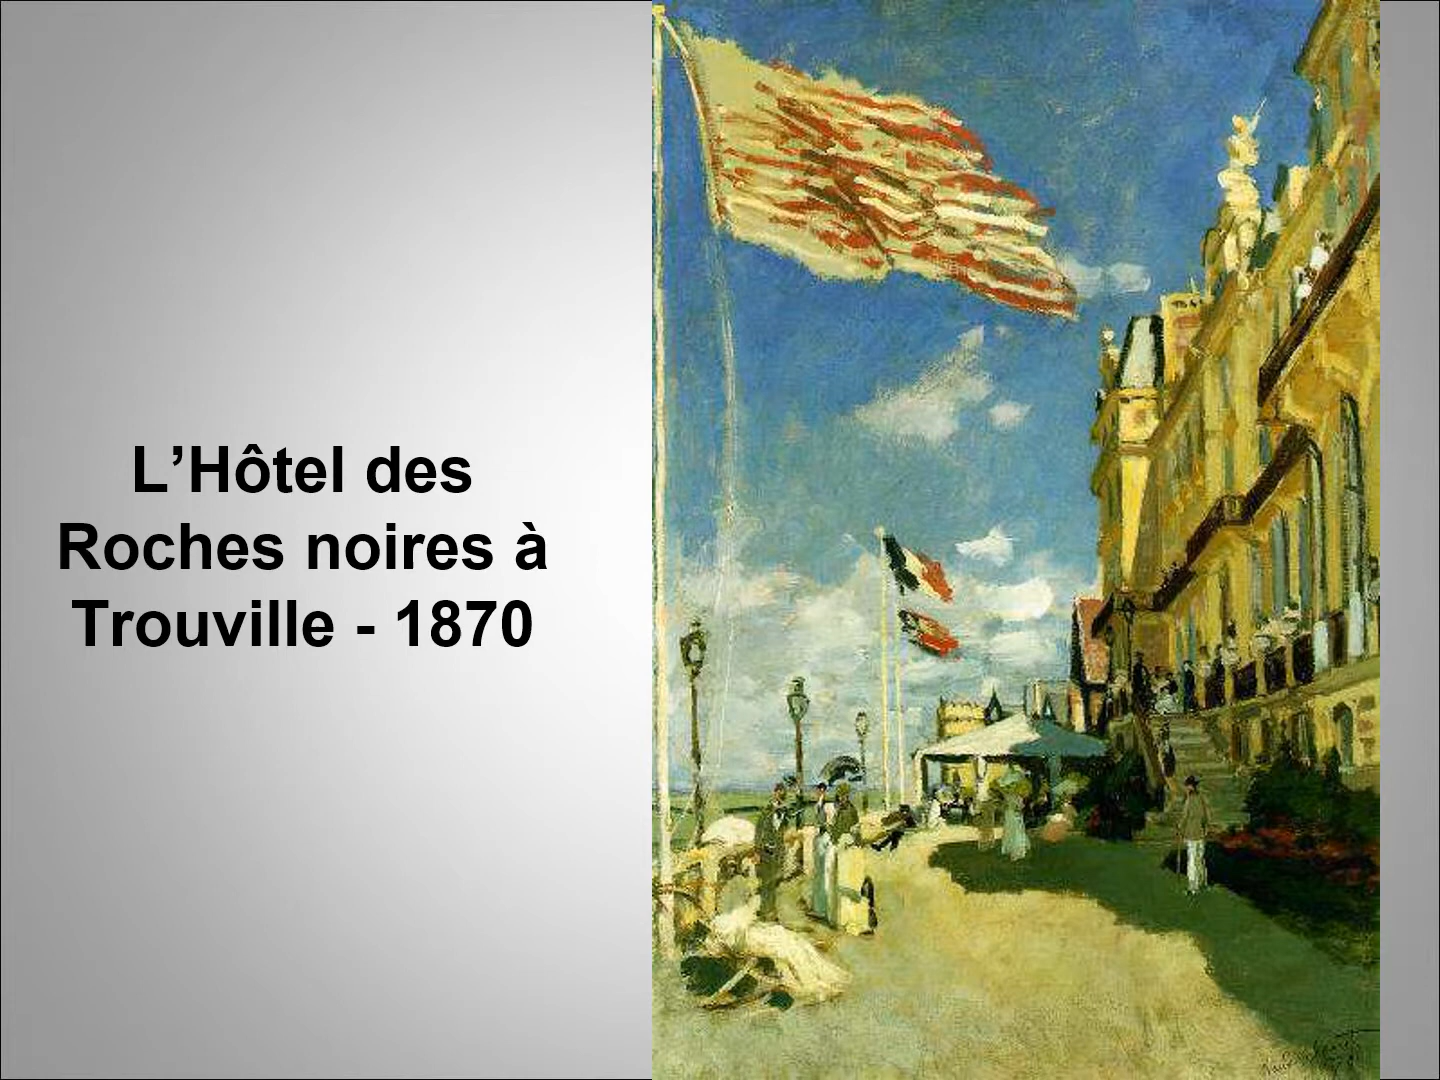 L’Hôtel des
Roches noires à
Trouville - 1870